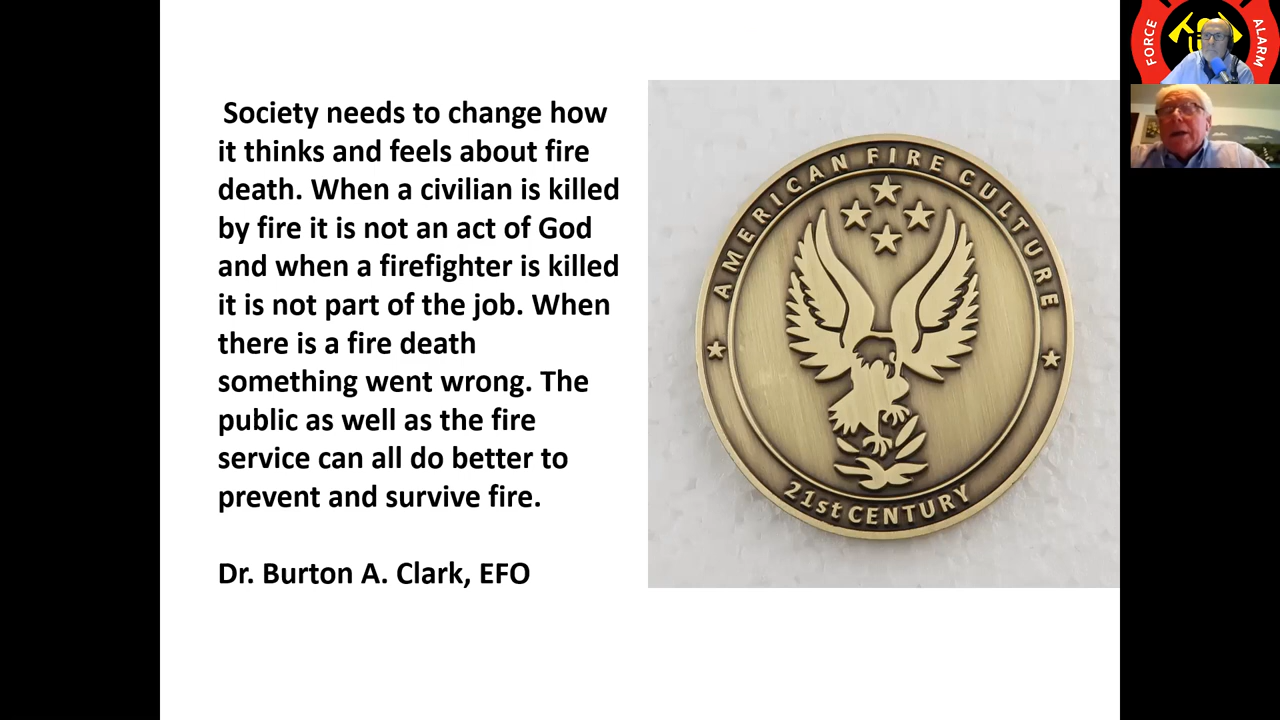 Society needs to change how
it thinks and feels about fire
death. When a civilian is killed
by fire it is not an act of God
and when a firefighter is killed
it is not part of the job. When
there is a fire death
something went wrong. The
public as well as the fire
service can all do better to
prevent and survive fire.
Dr. Burton A. Clark, EFO
AMERICAN FIRE CULTURE
21st CENTURY
FORCE
ALARM